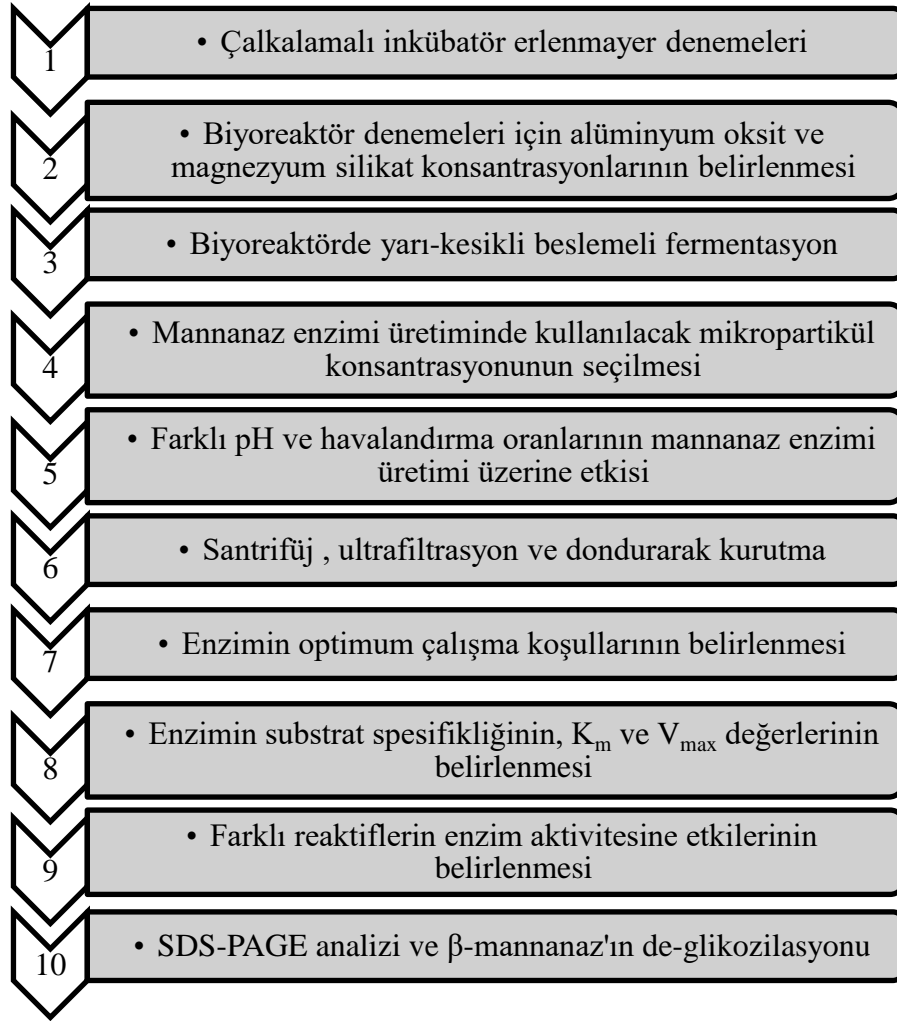 1
• Çalkalamalı inkübatör erlenmayer denemeleri
2
• Biyoreaktör denemeleri için alüminyum oksit ve
magnezyum silikat konsantrasyonlarının belirlenmesi
3
• Biyoreaktörde yarı-kesikli beslemeli fermentasyon
4
• Mannanaz enzimi üretiminde kullanılacak mikropartikül
konsantrasyonunun seçilmesi
5
• Farklı pH ve havalandırma oranlarının mannanaz enzimi
üretimi üzerine etkisi
6
• Santrifüj , ultrafiltrasyon ve dondurarak kurutma
7
• Enzimin optimum çalışma koşullarının belirlenmesi
8
• Enzimin substrat spesifikliğinin, Km ve Vmax değerlerinin
belirlenmesi
9
• Farklı reaktiflerin enzim aktivitesine etkilerinin
belirlenmesi
10
• SDS-PAGE analizi ve β-mannanaz'ın de-glikozilasyonu